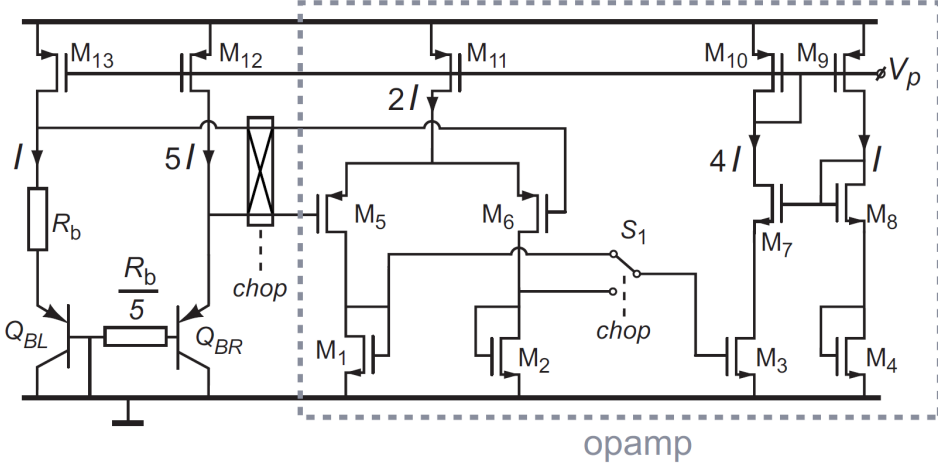 M13
M12
M11
M10
M9
Vp
2I
I
5I
4I
I
Rb
M5
M6
S1
M7
M8
Rb
5
chop
chop
QBL
QBR
M1
M2
M3
M4
opamp